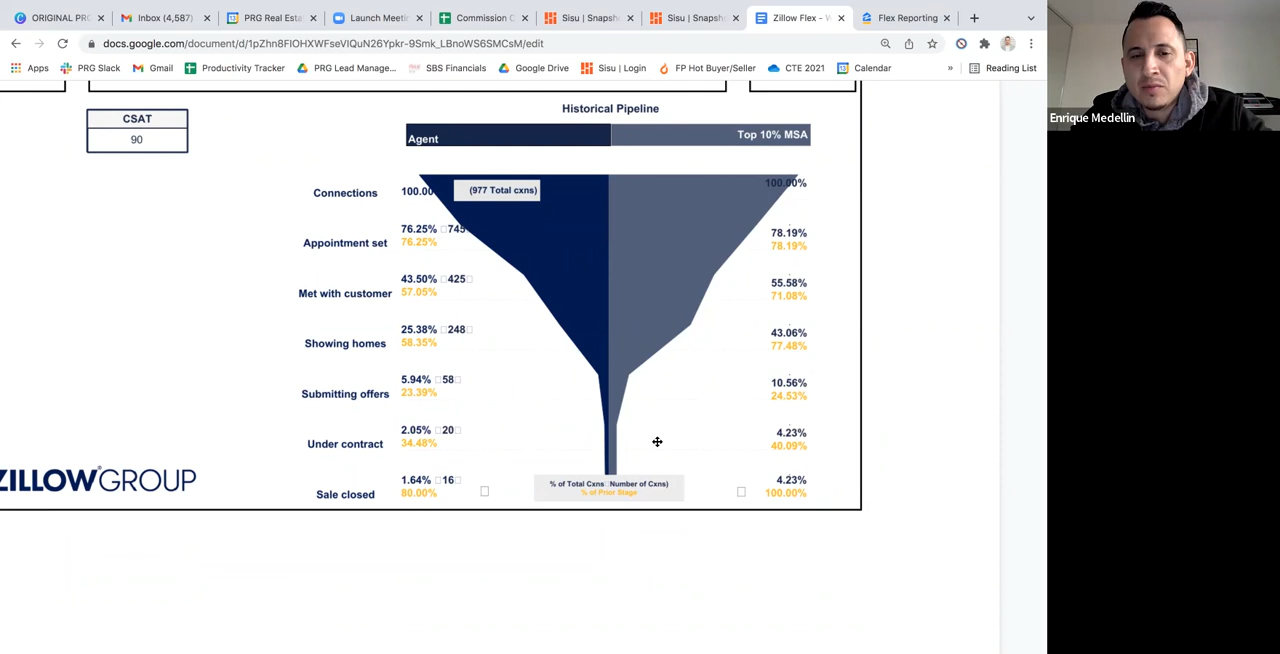 ORIGINAL PR
Inbox (4,587)
PRG Real Esta
Launch Meeti
Commission C
Sisu | Snapsh
Sisu | Snapsh
Zillow Flex - W
Flex Reporting
docs.google.com/document/d/1pZhn8FIOHXWFseVIQuN26Ypkr-9Smk_LBnoWS6SMCsM/edit
Apps
PRG Slack
Gmail
Productivity Tracker
PRG Lead Manage...
SBS Financials
Google Drive
Sisu | Login
FP Hot Buyer/Seller
CTE 2021
Calendar
»
Reading List
Enrique Medellín
CSAT
90
Historical Pipeline
Agent
Top 10% MSA
Connections
100.00
(977 Total cxns)
100.00%
Appointment set
76.25% 745
76.25%
78.19%
78.19%
Met with customer
43.50% 425
57.05%
55.58%
71.08%
Showing homes
25.38% 248
58.35%
43.06%
77.48%
Submitting offers
5.94% 58
23.39%
10.56%
24.53%
Under contract
2.05% 20
34.48%
4.23%
40.09%
Sale closed
1.64% 16
80.00%
% of Total Cxns Number of Cxns)
% of Prior Stage
4.23%
100.00%
ZILLOWGROUP